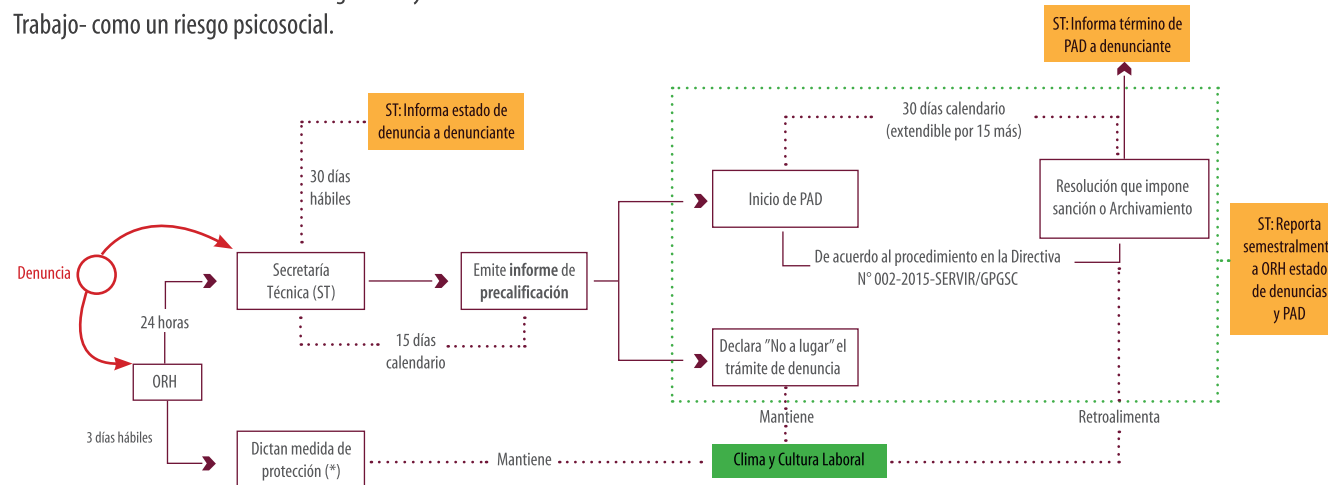 Trabajo- como un riesgo psicosocial.
ST: Informa término de
PAD a denunciante
ST: Informa estado de
denuncia a denunciante
30 días calendario
(extendible por 15 más)
30 días
hábiles
Inicio de PAD
Resolución que impone
sanción o Archivamiento
ST: Reporta
semestralment
a ORH estado
de denuncias
y PAD
Denuncia
Secretaría
Técnica (ST)
Emite informe de
precalificación
De acuerdo al procedimiento en la Directiva
N° 002-2015-SERVIR/GPGSC
24 horas
15 días
calendario
Declara "No a lugar" el
trámite de denuncia
ORH
Mantiene
Retroalimenta
3 días hábiles
Dictan medida de
protección (*)
Mantiene
Clima y Cultura Laboral